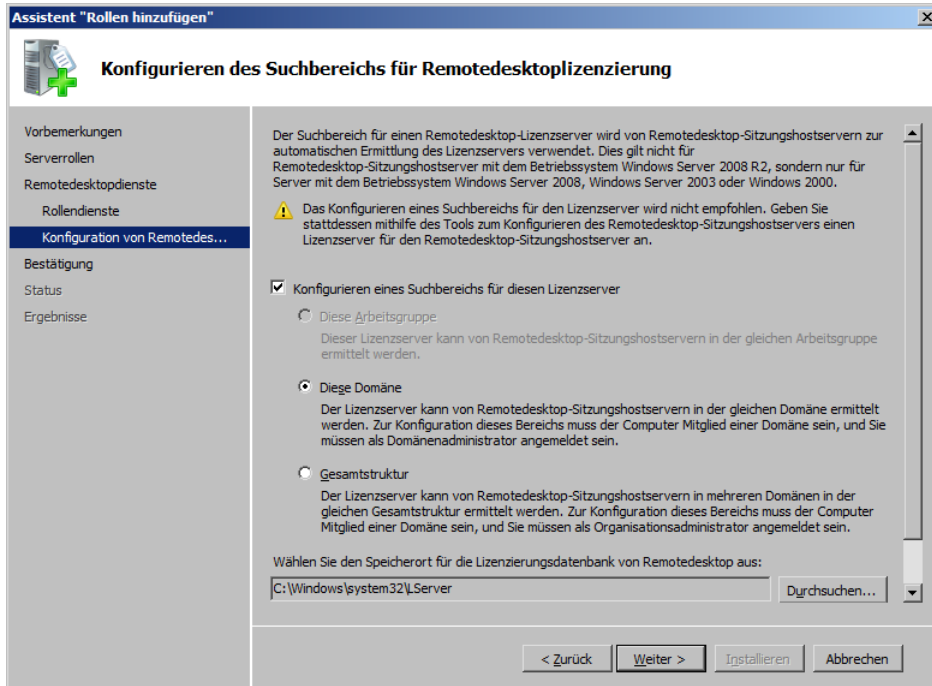 Assistent "Rollen hinzufügen"
Konfigurieren des Suchbereichs für Remotedesktoplizenzierung
Vorbemerkungen
Serverrollen
Remotedesktopdienste
Rollendienste
Konfiguration von Remotedes...
Bestätigung
Status
Ergebnisse
Der Suchbereich für einen Remotedesktop-Lizenzserver wird von Remotedesktop-Sitzungshostservern zur
automatischen Ermittlung des Lizenzservers verwendet. Dies gilt nicht für
Remotedesktop-Sitzungshostserver mit dem Betriebssystem Windows Server 2008 R2, sondern nur für
Server mit dem Betriebssystem Windows Server 2008, Windows Server 2003 oder Windows 2000.
Das Konfigurieren eines Suchbereichs für den Lizenzserver wird nicht empfohlen. Geben Sie
stattdessen mithilfe des Tools zum Konfigurieren des Remotedesktop-Sitzungshostservers einen
Lizenzserver für den Remotedesktop-Sitzungshostserver an.
Konfigurieren eines Suchbereichs für diesen Lizenzserver
Diese Arbeitsgruppe
Dieser Lizenzserver kann von Remotedesktop-Sitzungshostservern in der gleichen Arbeitsgruppe
ermittelt werden.
Diese Domäne
Der Lizenzserver kann von Remotedesktop-Sitzungshostservern in der gleichen Domäne ermittelt
werden. Zur Konfiguration dieses Bereichs muss der Computer Mitglied einer Domäne sein, und Sie
müssen als Domänenadministrator angemeldet sein.
Gesamtstruktur
Der Lizenzserver kann von Remotedesktop-Sitzungshostservern in mehreren Domänen in der
gleichen Gesamtstruktur ermittelt werden. Zur Konfiguration dieses Bereichs muss der Computer
Mitglied einer Domäne sein, und Sie müssen als Organisationsadministrator angemeldet sein.
Wählen Sie den Speicherort für die Lizenzierungsdatenbank von Remotedesktop aus:
C:\Windows\system32\LServer
Durchsuchen...
< Zurück
Weiter >
Installieren
Abbrechen